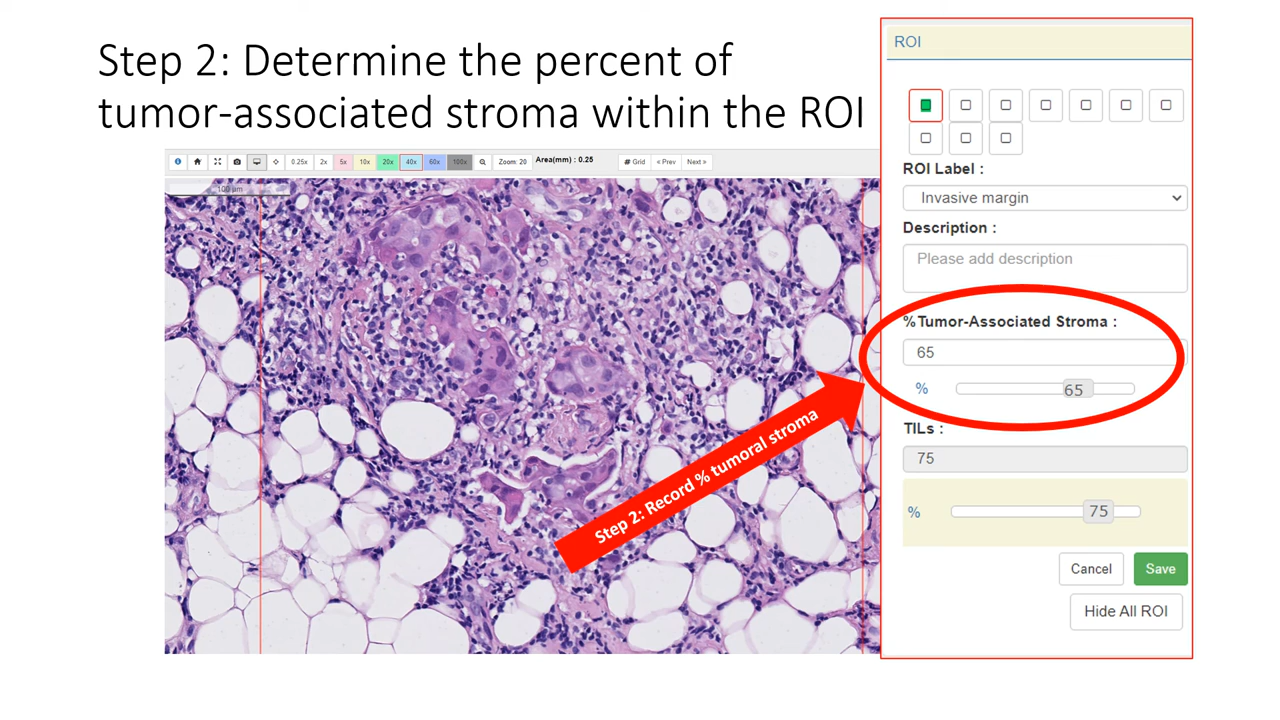 Step 2: Determine the percent of
tumor-associated stroma within the ROI
0.25x 2x 5x 10x 20x 40x 60x 100x Zoom: 20 Area(mm) : 0.25 # Grid « Prev Next »
100 µm
Step 2: Record % tumoral stroma
ROI
ROI Label :
Invasive margin
Description :
Please add description
%Tumor-Associated Stroma :
65
% 65
TILs :
75
% 75
Cancel Save
Hide All ROI